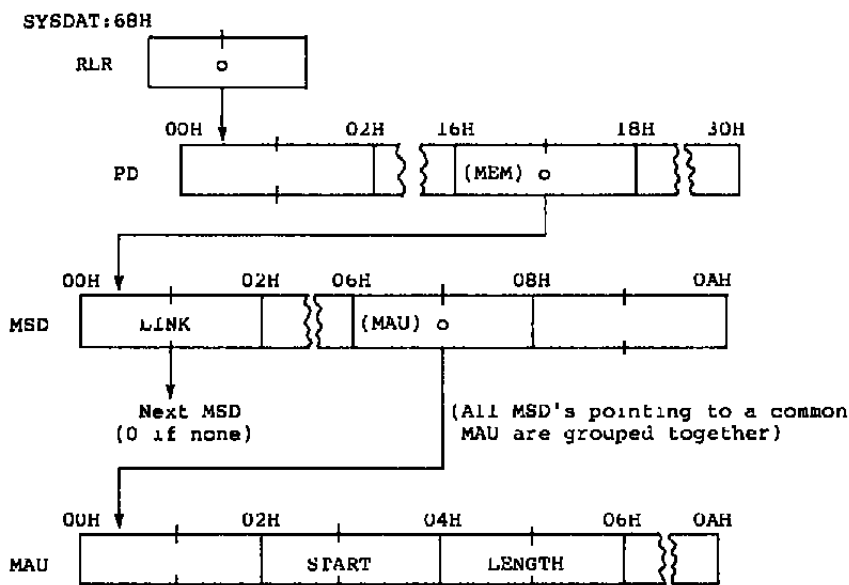 SYSDAT:68H
RLR
00H 02H 16H 18H 30H
PD (MEM)
00H 02H 06H 08H 0AH
MSD LINK (MAU)
Next MSD
(0 if none)
(All MSD's pointing to a common
MAU are grouped together)
00H 02H 04H 06H 0AH
MAU START LENGTH